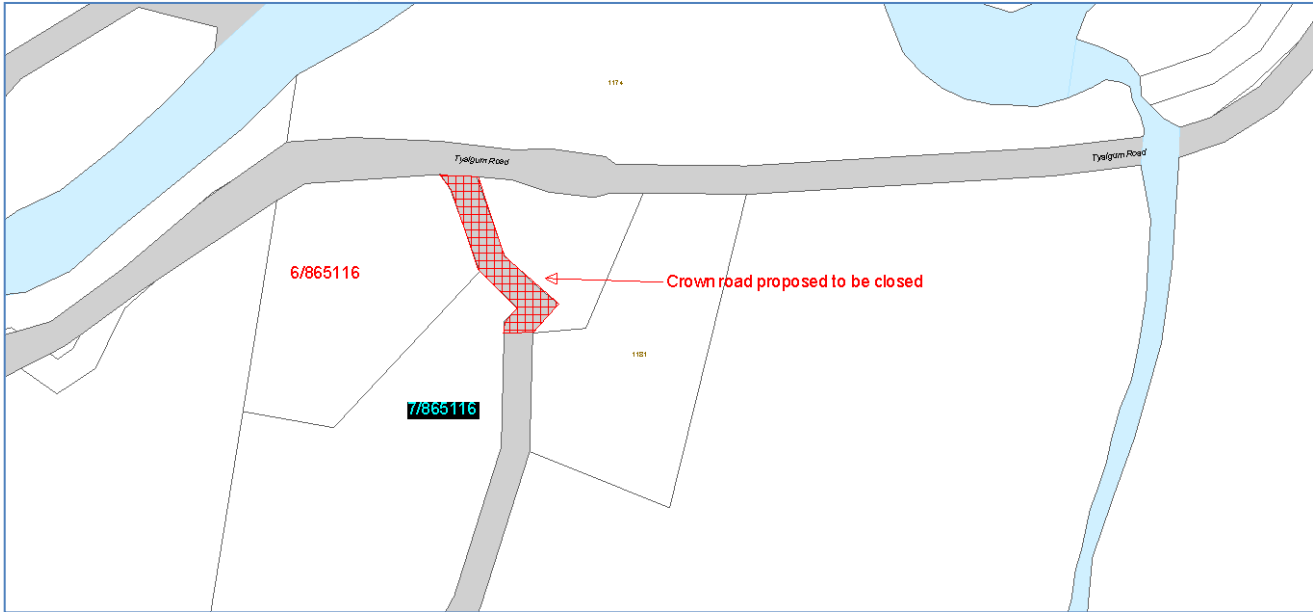 1174
Tyalgum Road
Tyalgum Road
6/865116
Crown road proposed to be closed
1181
7/865116